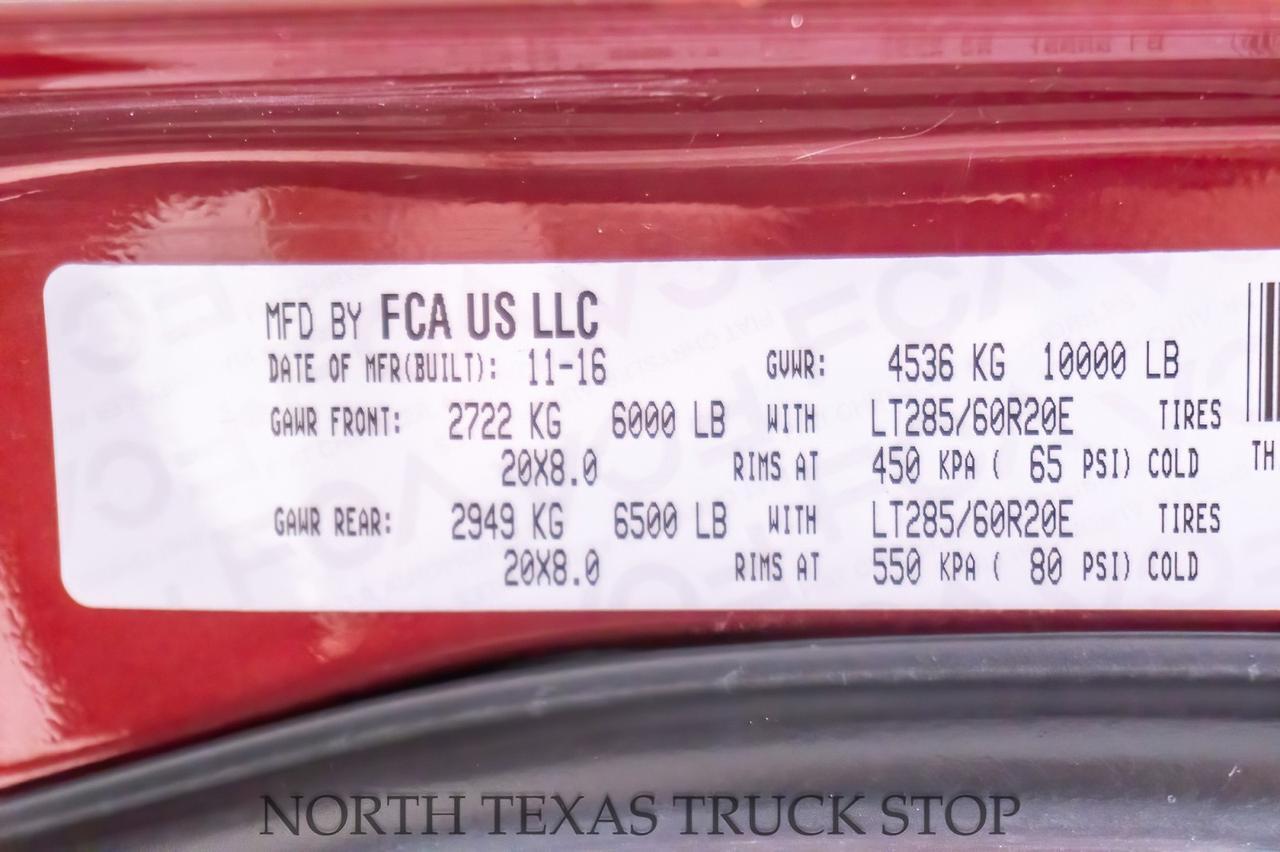 MFD BY FCA US LLC
DATE OF MFR(BUILT): 11-16 GVWR: 4536 KG 10000 LB
GAWR FRONT: 2722 KG 6000 LB WITH LT285/60R20E TIRES
20X8.0 RIMS AT 450 KPA ( 65 PSI) COLD
TH
GAWR REAR: 2949 KG 6500 LB WITH LT285/60R20E TIRES
20X8.0 RIMS AT 550 KPA ( 80 PSI) COLD
NORTH TEXAS TRUCK STOP